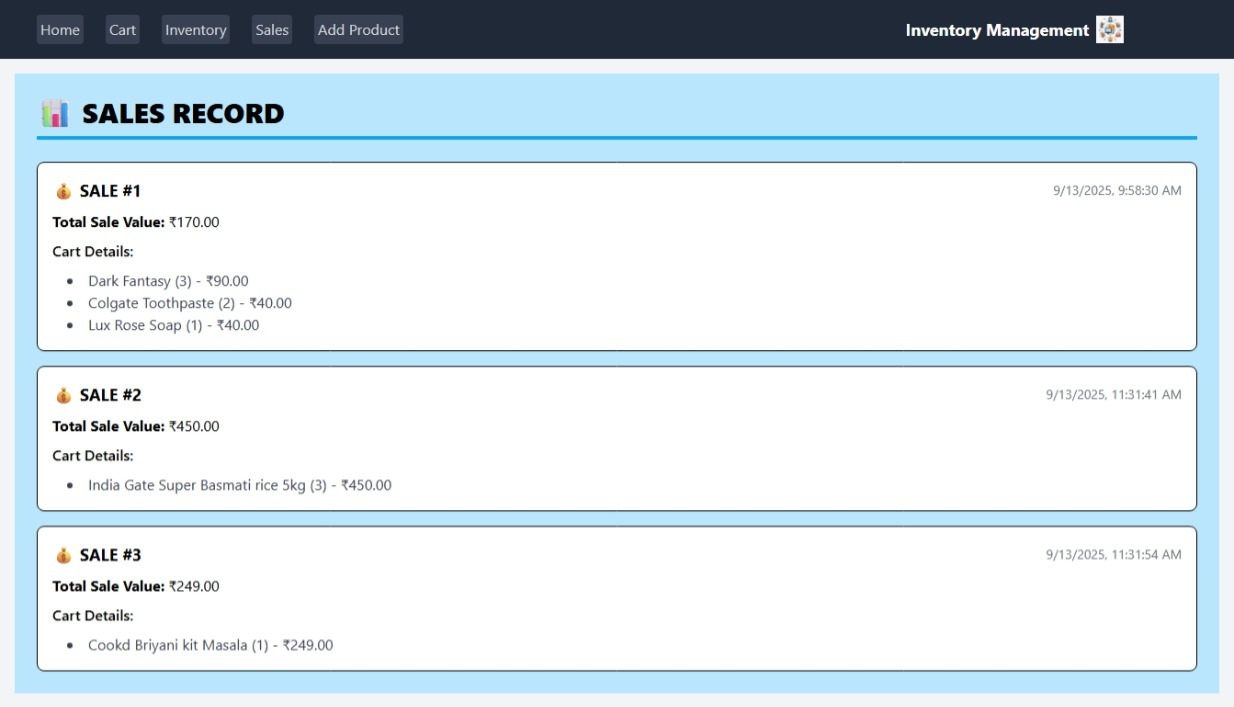 Home Cart Inventory Sales Add Product Inventory Management
SALES RECORD
SALE #1 9/13/2025, 9:58:30 AM
Total Sale Value: ₹170.00
Cart Details:
• Dark Fantasy (3) - ₹90.00
• Colgate Toothpaste (2) - ₹40.00
• Lux Rose Soap (1) - ₹40.00
SALE #2 9/13/2025, 11:31:41 AM
Total Sale Value: ₹450.00
Cart Details:
• India Gate Super Basmati rice 5kg (3) - ₹450.00
SALE #3 9/13/2025, 11:31:54 AM
Total Sale Value: ₹249.00
Cart Details:
• Cookd Briyani kit Masala (1) - ₹249.00